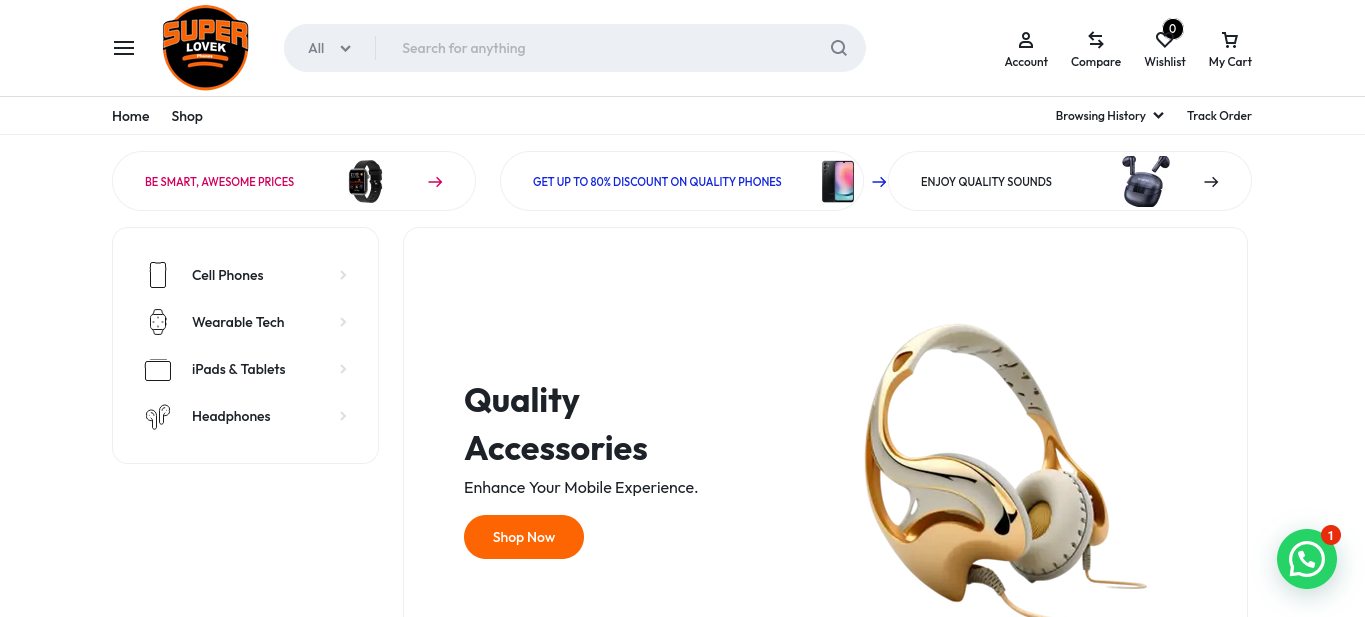 SUPER
LOVEK
Phones
All
Search for anything
Account
Compare
0
Wishlist
My Cart
Home
Shop
Browsing History
Track Order
BE SMART, AWESOME PRICES
GET UP TO 80% DISCOUNT ON QUALITY PHONES
ENJOY QUALITY SOUNDS
Cell Phones
Wearable Tech
iPads & Tablets
Headphones
Quality
Accessories
Enhance Your Mobile Experience.
Shop Now
1